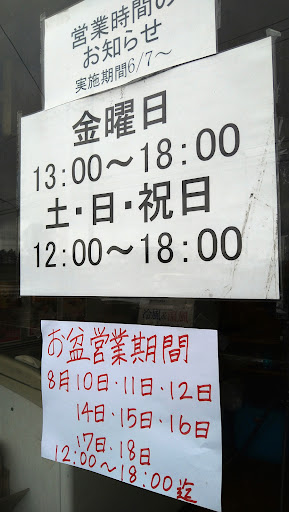 営業時間の
お知らせ
実施期間6/7～
金曜日
13:00～18:00
土・日・祝日
12:00～18:00
お盆営業期間
8月10日・11日・12日
14日・15日・16日
17日・18日
12:00～18:00迄